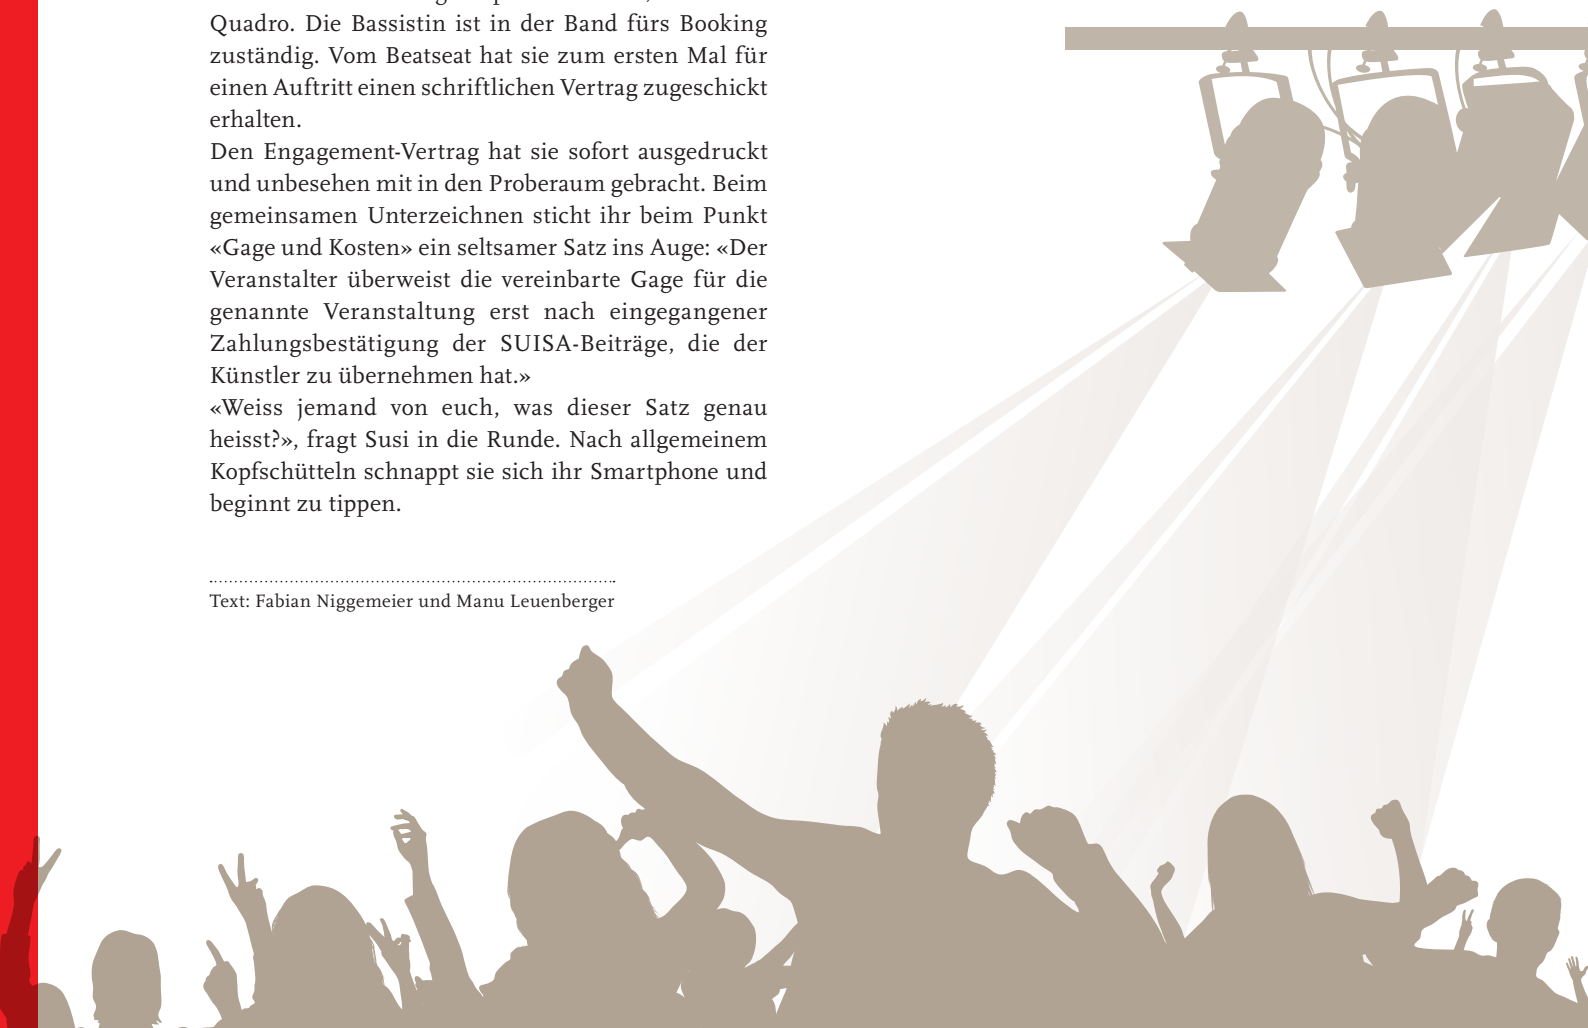 Quadro. Die Bassistin ist in der Band fürs Booking
zuständig. Vom Beatseat hat sie zum ersten Mal für
einen Auftritt einen schriftlichen Vertrag zugeschickt
erhalten.
Den Engagement-Vertrag hat sie sofort ausgedruckt
und unbesehen mit in den Proberaum gebracht. Beim
gemeinsamen Unterzeichnen sticht ihr beim Punkt
«Gage und Kosten» ein seltsamer Satz ins Auge: «Der
Veranstalter überweist die vereinbarte Gage für die
genannte Veranstaltung erst nach eingegangener
Zahlungsbestätigung der SUISA-Beiträge, die der
Künstler zu übernehmen hat.»
«Weiss jemand von euch, was dieser Satz genau
heisst?», fragt Susi in die Runde. Nach allgemeinem
Kopfschütteln schnappt sie sich ihr Smartphone und
beginnt zu tippen.
Text: Fabian Niggemeier und Manu Leuenberger